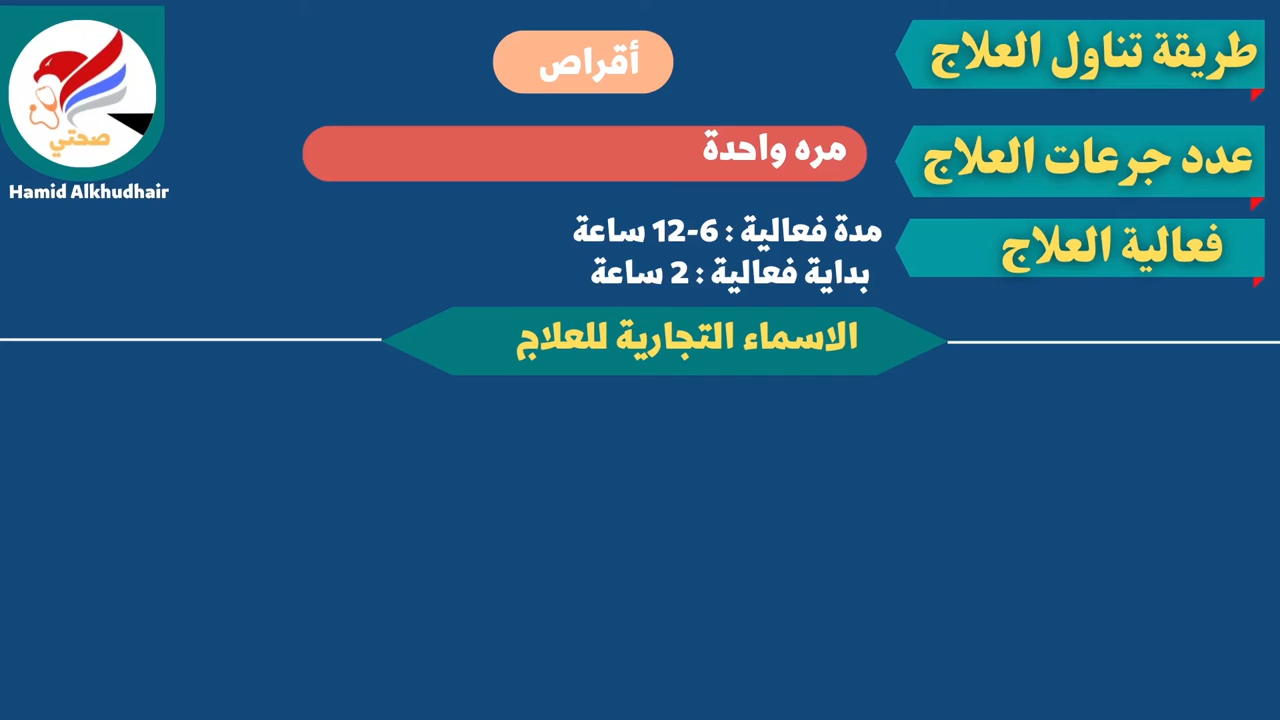 صحتي
Hamid Alkhudhair
طريقة تناول العلاج
أقراص
عدد جرعات العلاج
مره واحدة
فعالية العلاج
مدة فعالية : 6-12 ساعة
بداية فعالية : 2 ساعة
الاسماء التجارية للعلاج